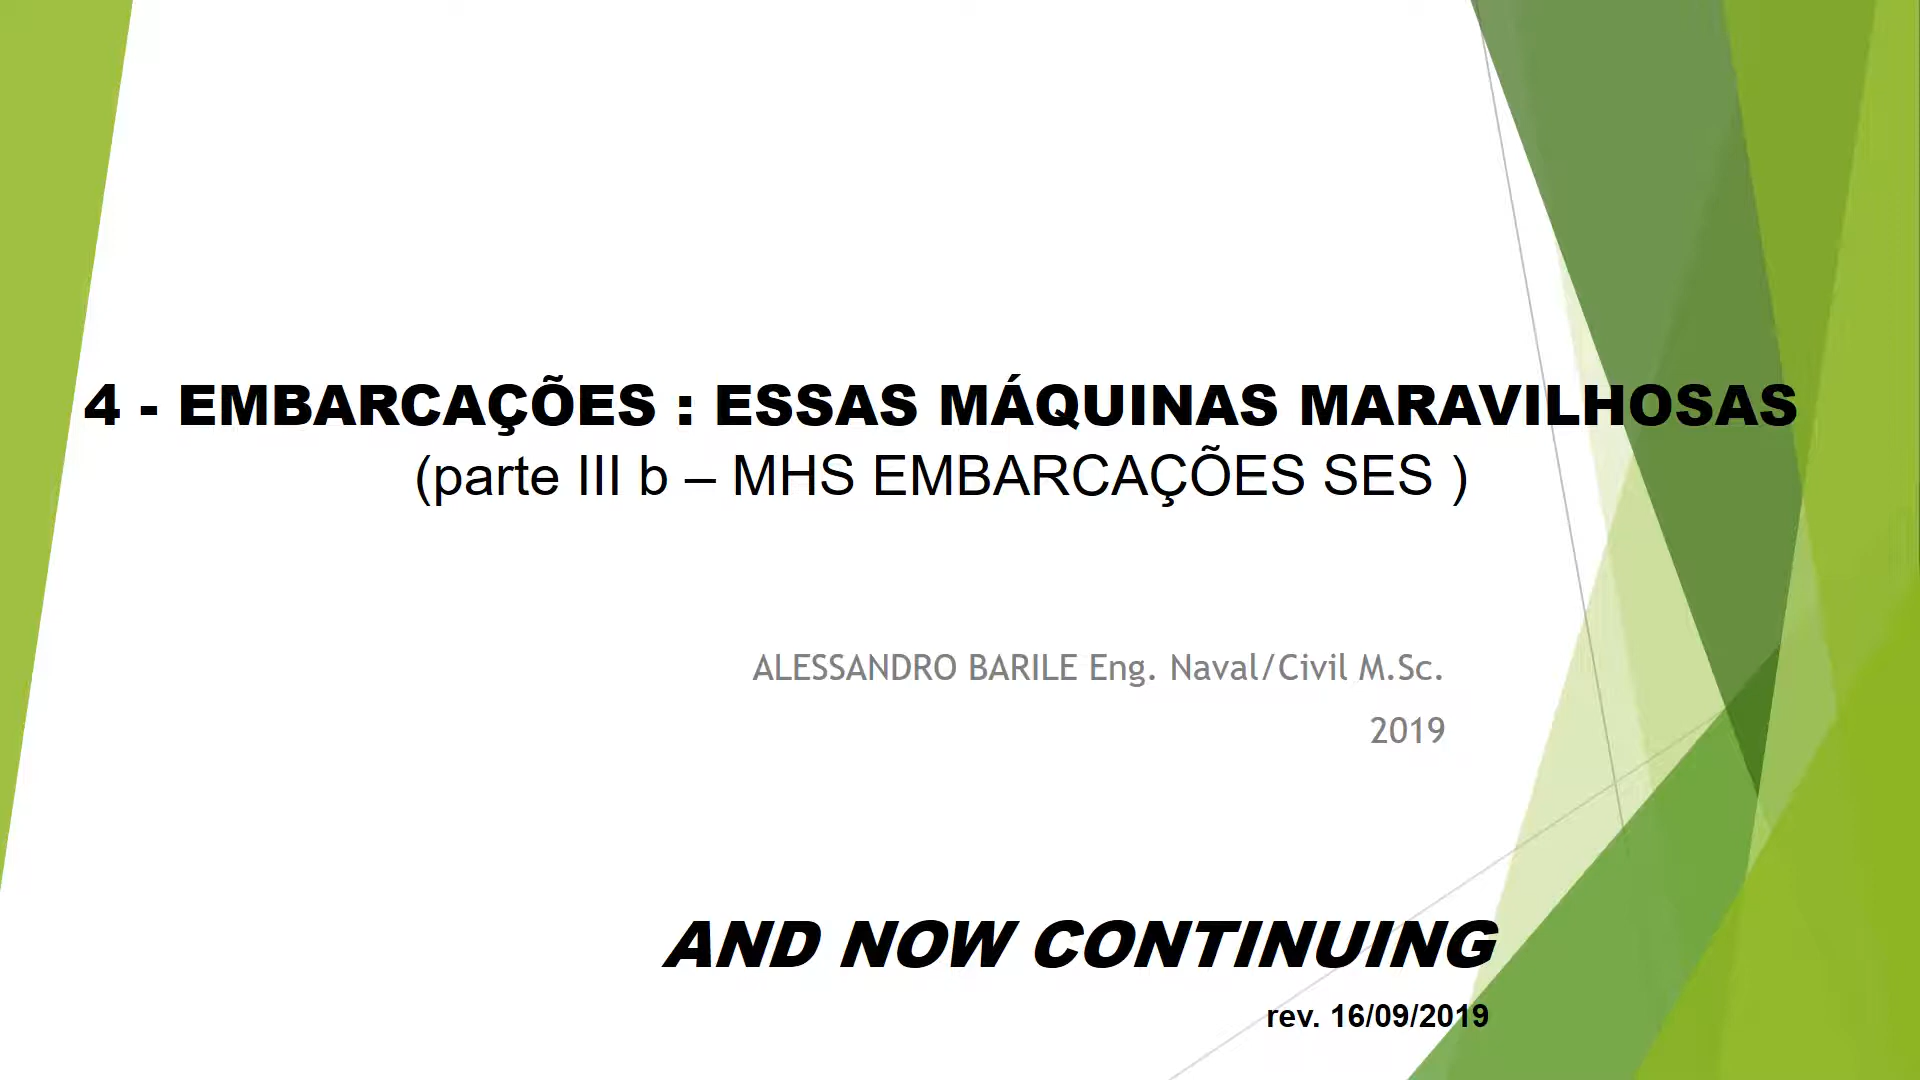 4 - EMBARCAÇÕES : ESSAS MÁQUINAS MARAVILHOSAS
(parte III b – MHS EMBARCAÇÕES SES )
ALESSANDRO BARILE Eng. Naval/Civil M.Sc.
2019
AND NOW CONTINUING
rev. 16/09/2019